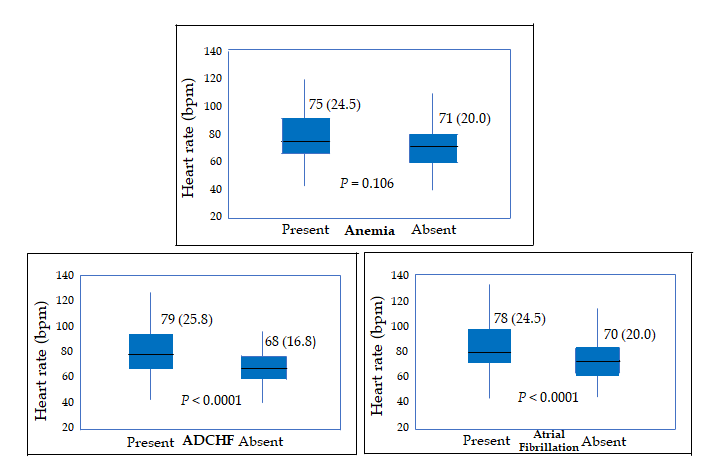 Heart rate (bpm)
140
120
100
80
60
40
20
75 (24.5)
71 (20.0)
P = 0.106
Present Anemia Absent
Heart rate (bpm)
140
120
100
80
60
40
20
79 (25.8)
68 (16.8)
P < 0.0001
Present ADCHF Absent
Heart rate (bpm)
140
120
100
80
60
40
20
78 (24.5)
70 (20.0)
P < 0.0001
Present Atrial Absent
Fibrillation